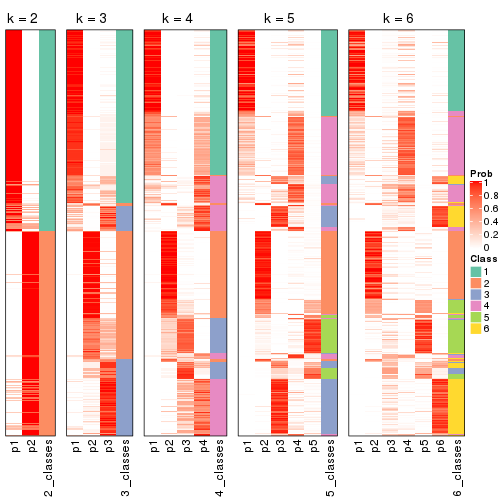 k = 2
k = 3
k = 4
k = 5
k = 6
Prob
1
0.8
0.6
0.4
0.2
0
Class
1
2
3
4
5
6
p1
p2
2_classes
p1
p2
p3
3_classes
p1
p2
p3
p4
4_classes
p1
p2
p3
p4
p5
5_classes
p1
p2
p3
p4
p5
p6
6_classes